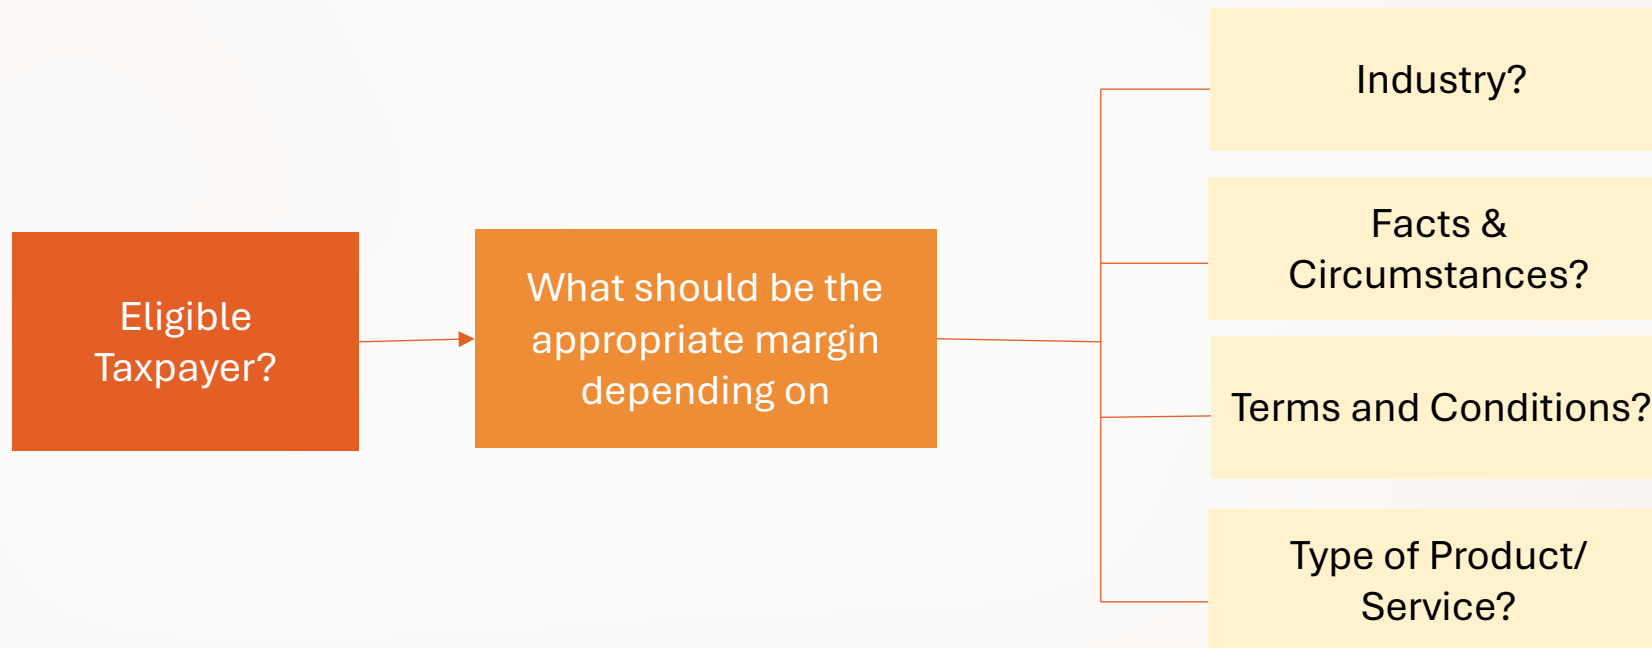 Eligible
Taxpayer?
What should be the
appropriate margin
depending on
Industry?
Facts &
Circumstances?
Terms and Conditions?
Type of Product/
Service?